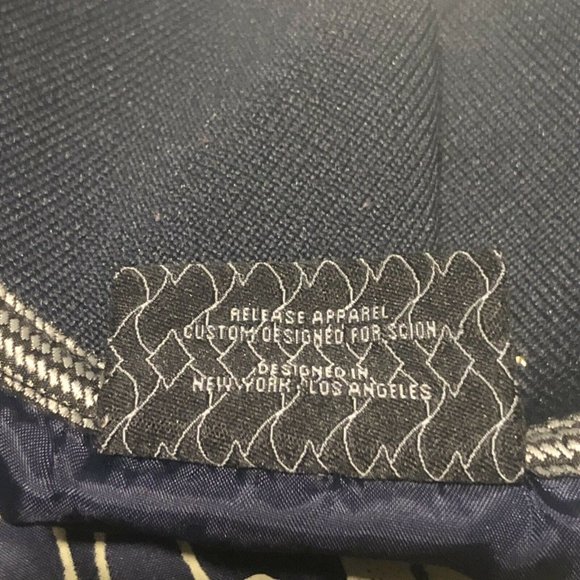 RELEASE APPAREL
CUSTOM DESIGNED FOR SCION
DESIGNED IN
NEW YORK · LOS ANGELES